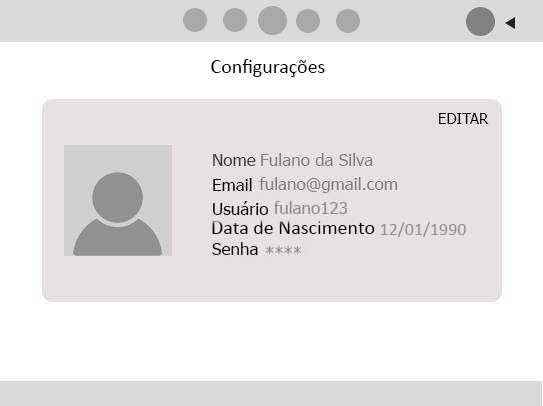 Configurações
EDITAR
Nome Fulano da Silva
Email fulano@gmail.com
Usuário fulano123
Data de Nascimento 12/01/1990
Senha ****